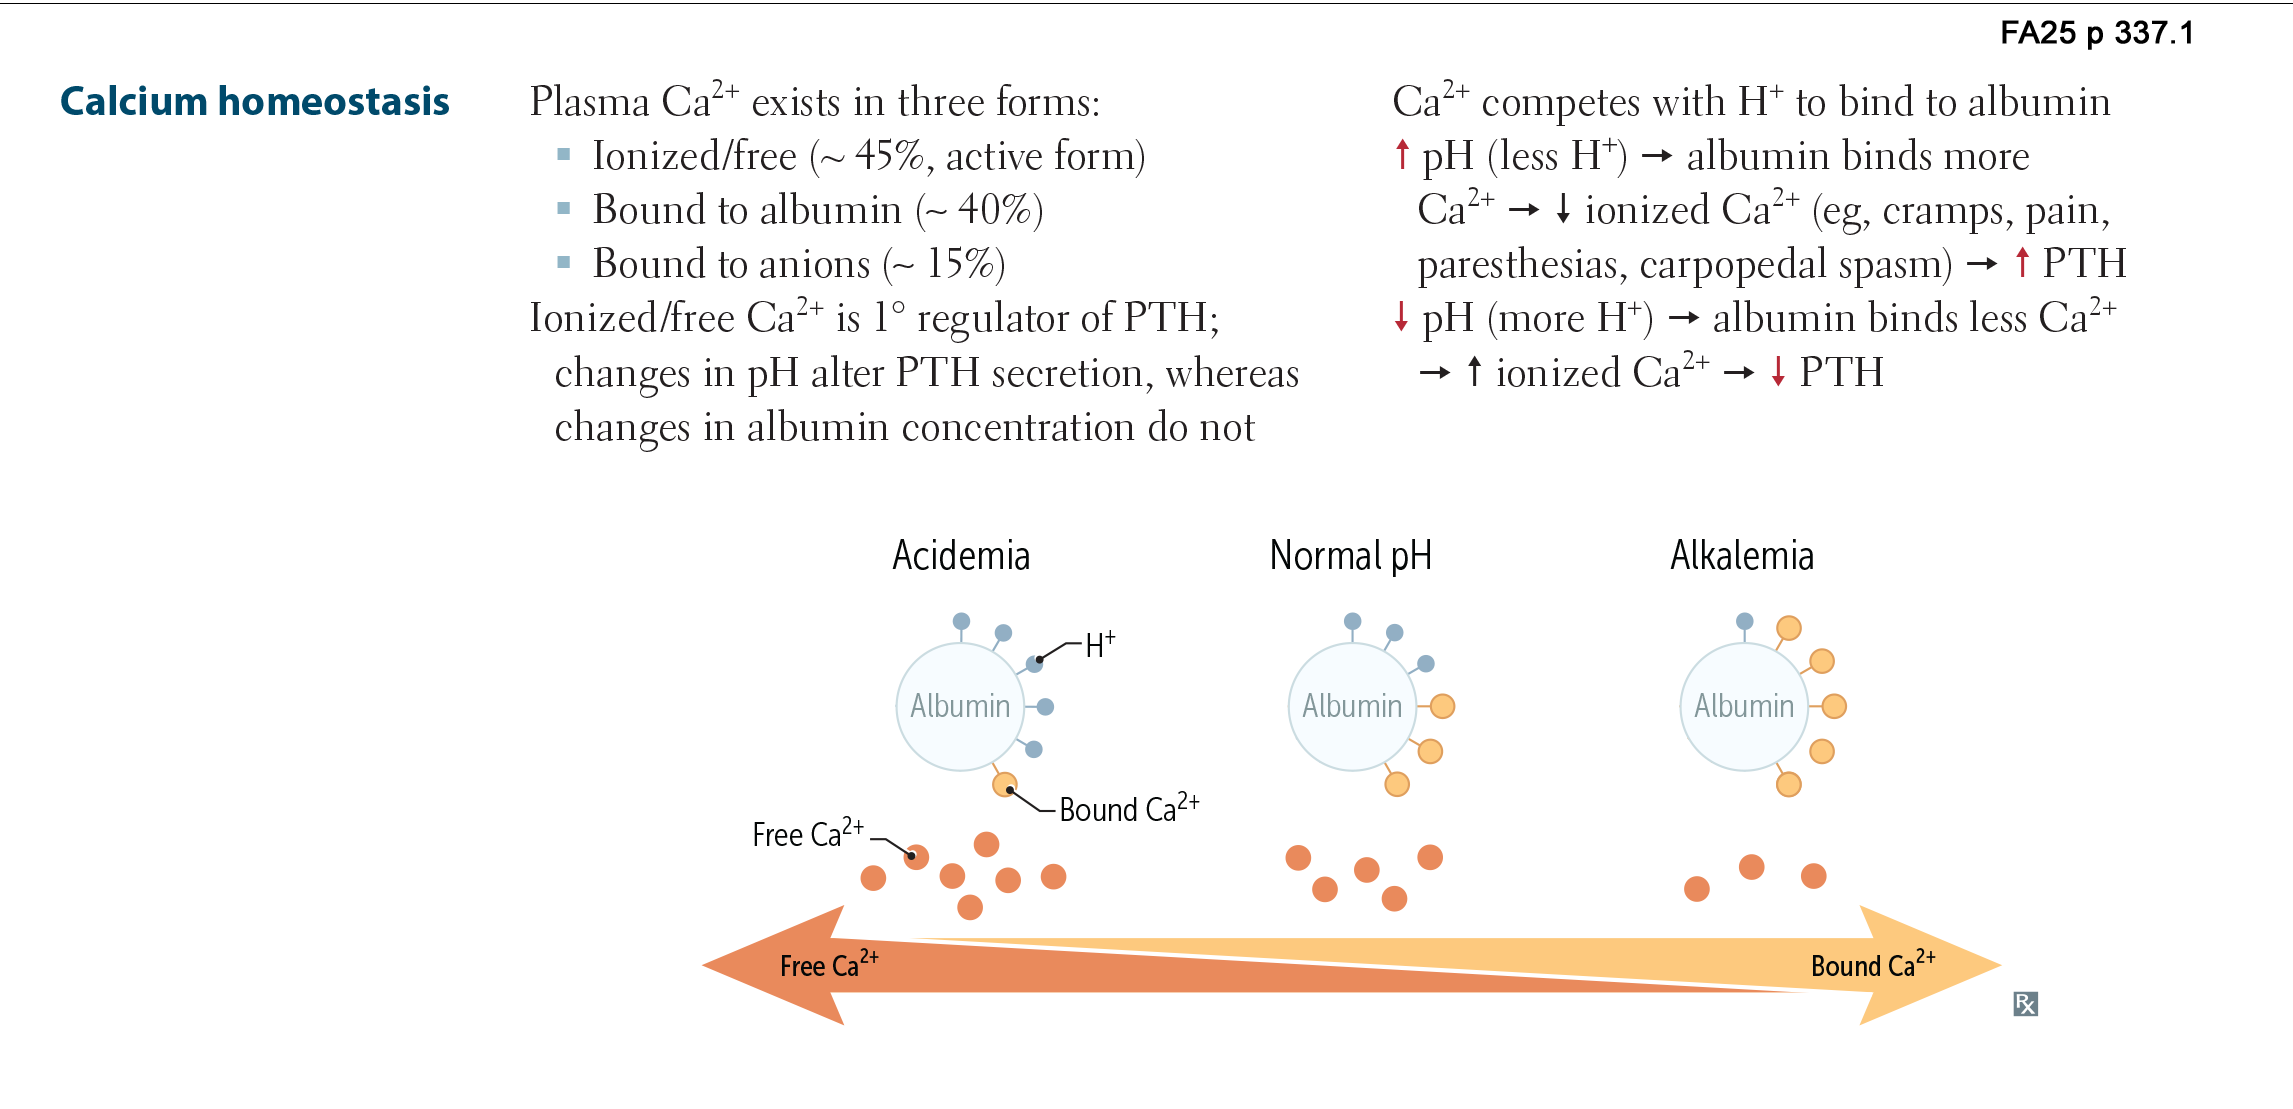 FA25 p 337.1
Calcium homeostasis
Plasma Ca²⁺ exists in three forms:
▪ Ionized/free (~ 45%, active form)
▪ Bound to albumin (~ 40%)
▪ Bound to anions (~ 15%)
Ionized/free Ca²⁺ is 1° regulator of PTH;
changes in pH alter PTH secretion, whereas
changes in albumin concentration do not
Ca²⁺ competes with H⁺ to bind to albumin
↑ pH (less H⁺) → albumin binds more
Ca²⁺ → ↓ ionized Ca²⁺ (eg, cramps, pain,
paresthesias, carpopedal spasm) → ↑ PTH
↓ pH (more H⁺) → albumin binds less Ca²⁺
→ ↑ ionized Ca²⁺ → ↓ PTH
Acidemia
Normal pH
Alkalemia
H⁺
Albumin
Albumin
Albumin
Bound Ca²⁺
Free Ca²⁺
Free Ca²⁺
Bound Ca²⁺
Rx